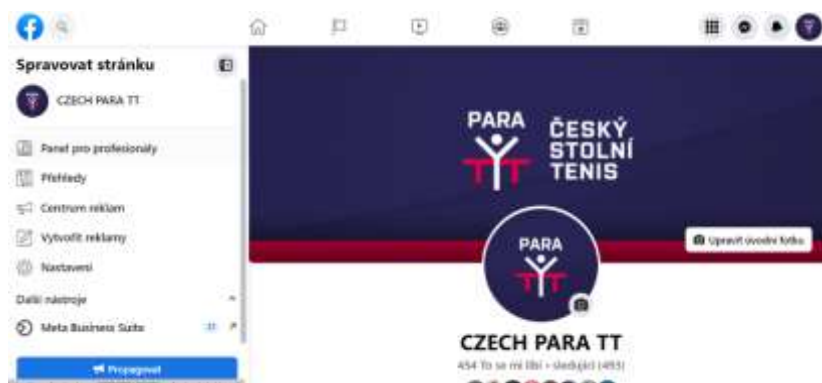 Spravovat stránku
CZECH PARA TT
Panel pro profesionály
Přehledy
Centrum reklam
Vytvořit reklamy
Nastavení
Další nástroje
Meta Business Suite
Propagovat
PARA
TT
ČESKÝ
STOLNÍ
TENIS
Upravit úvodní fotku
PARA
TT
CZECH PARA TT
454 To se mi líbí • sledující (493)